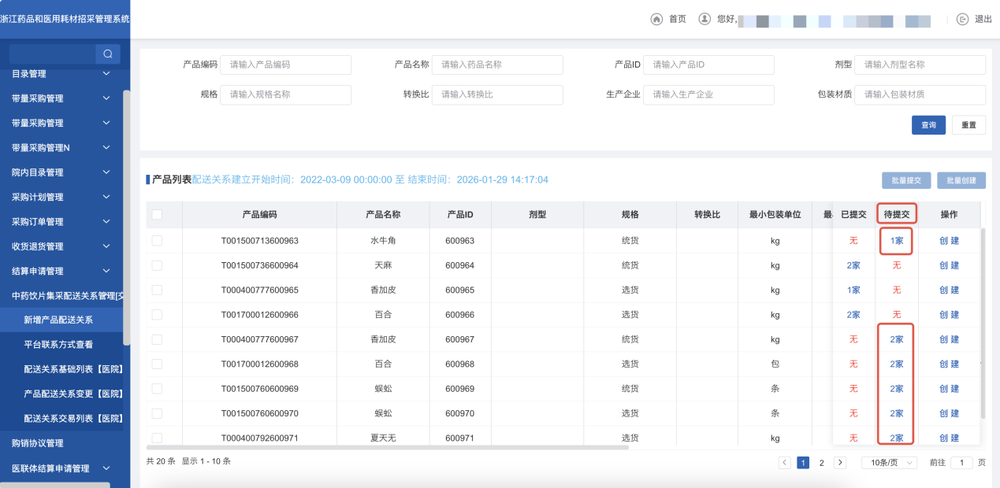 浙江药品和医用耗材招采管理系统
首页 您好, 退出
目录管理
带量采购管理
带量采购管理
带量采购管理N
院内目录管理
采购计划管理
采购订单管理
收货退货管理
结算申请管理
中药饮片集采配送关系管理[交
新增产品配送关系
平台联系方式查看
配送关系基础列表【医院】
产品配送关系变更【医院】
配送关系交易列表【医院】
购销协议管理
医联体结算申请管理
产品编码 请输入产品编码 产品名称 请输入药品名称 产品ID 请输入产品ID 剂型 请输入剂型名称
规格 请输入规格名称 转换比 请输入转换比 生产企业 请输入生产企业 包装材质 请输入包装材质
查询 重置
产品列表配送关系建立开始时间：2022-03-09 00:00:00 至 结束时间：2026-01-29 14:17:04 批量提交 批量创建
产品编码 产品名称 产品ID 剂型 规格 转换比 最小包装单位 最 已提交 待提交 操作
T001500713600963 水牛角 600963 统货 kg 无 1家 创 建
T001500736600964 天麻 600964 统货 kg 2家 无 创 建
T000400777600965 香加皮 600965 选货 kg 1家 无 创 建
T001700012600966 百合 600966 选货 kg 2家 无 创 建
T000400777600967 香加皮 600967 统货 kg 无 2家 创 建
T001700012600968 百合 600968 选货 包 无 2家 创 建
T001500760600969 蜈蚣 600969 统货 条 无 2家 创 建
T001500760600970 蜈蚣 600970 选货 条 无 2家 创 建
T000400792600971 夏天无 600971 选货 kg 无 2家 创 建
共 20 条 显示 1 - 10 条 1 2 10条/页 前往 1 页